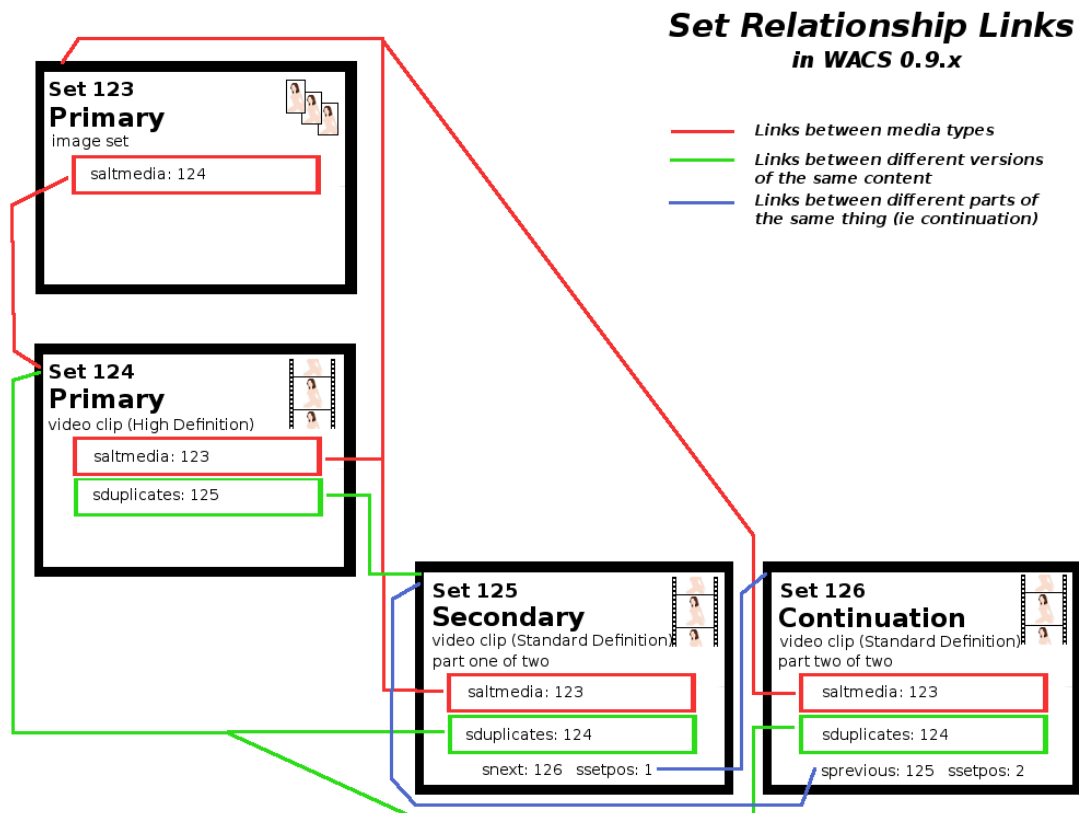 Set Relationship Links
in WACS 0.9.x
Links between media types
Links between different versions
of the same content
Links between different parts of
the same thing (ie continuation)
Set 123
Primary
image set
saltmedia: 124
Set 124
Primary
video clip (High Definition)
saltmedia: 123
sduplicates: 125
Set 125
Secondary
video clip (Standard Definition)
part one of two
saltmedia: 123
sduplicates: 124
snext: 126 ssetpos: 1
Set 126
Continuation
video clip (Standard Definition)
part two of two
saltmedia: 123
sduplicates: 124
sprevious: 125 ssetpos: 2